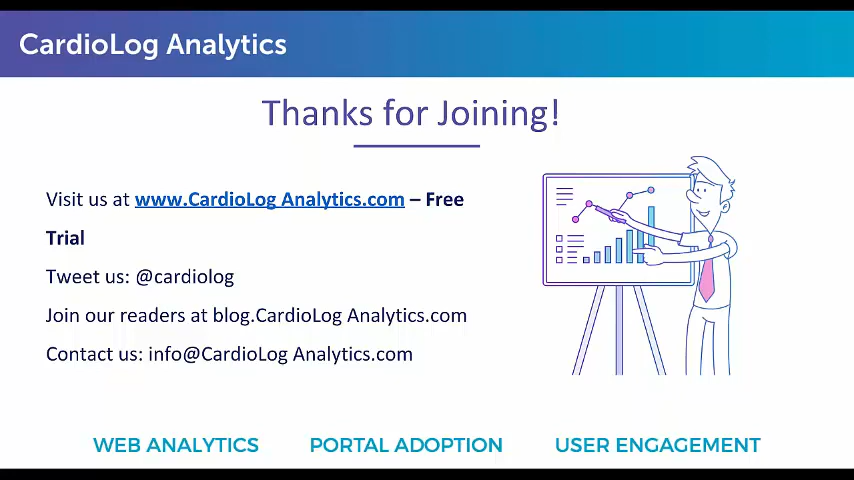 CardioLog Analytics
Thanks for Joining!
Visit us at www.CardioLog Analytics.com – Free
Trial
Tweet us: @cardiolog
Join our readers at blog.CardioLog Analytics.com
Contact us: info@CardioLog Analytics.com
WEB ANALYTICS PORTAL ADOPTION USER ENGAGEMENT